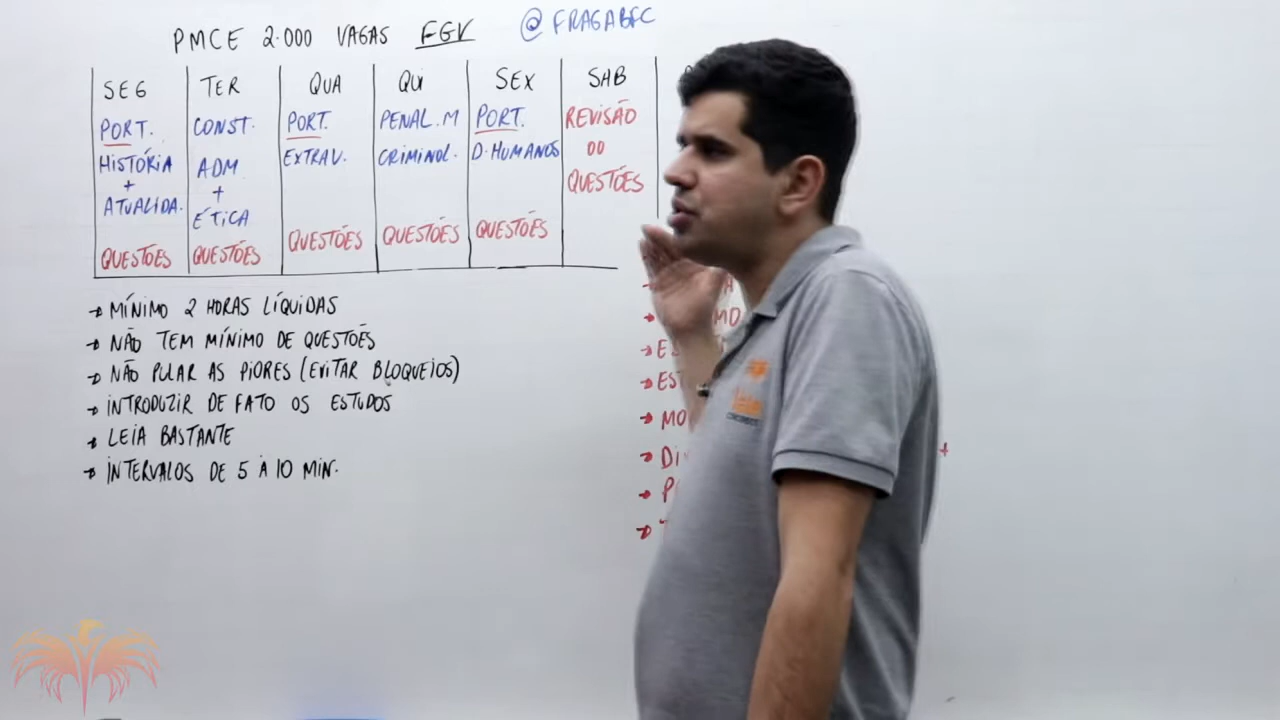 PMCE 2.000 VAGAS FGV @FRAGABFC
SEG TER QUA QUI SEX SAB
PORT. CONST. PORT. PENAL.M PORT. REVISÃO
HISTÓRIA ADM EXTRAV. CRIMINOL. D.HUMANOS DO
+ + QUESTÕES
ATUALIDA. ÉTICA
QUESTÕES QUESTÕES QUESTÕES QUESTÕES QUESTÕES
→ MÍNIMO 2 HORAS LÍQUIDAS
→ NÃO TEM MÍNIMO DE QUESTÕES
→ NÃO PULAR AS PIORES (EVITAR BLOQUEIOS)
→ INTRODUZIR DE FATO OS ESTUDOS
→ LEIA BASTANTE
→ INTERVALOS DE 5 À 10 MIN.